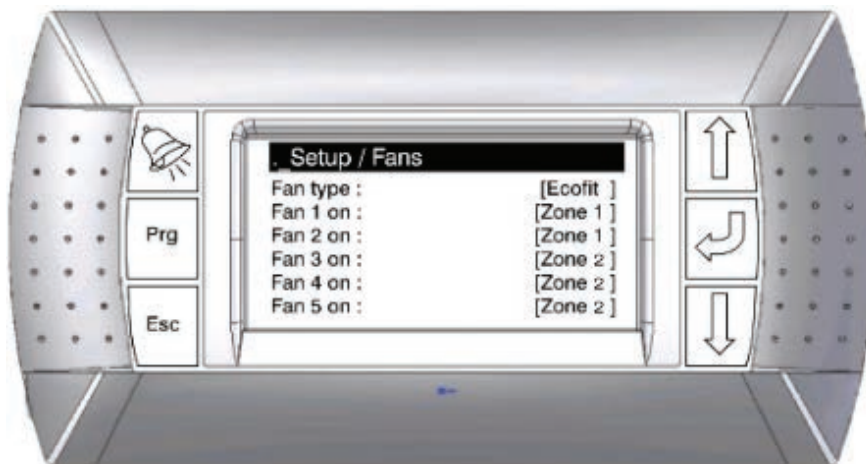 ._Setup / Fans
Fan type : [Ecofit ]
Fan 1 on : [Zone 1 ]
Fan 2 on : [Zone 1 ]
Prg
Fan 3 on : [Zone 2 ]
Fan 4 on : [Zone 2 ]
Fan 5 on : [Zone 2 ]
Esc